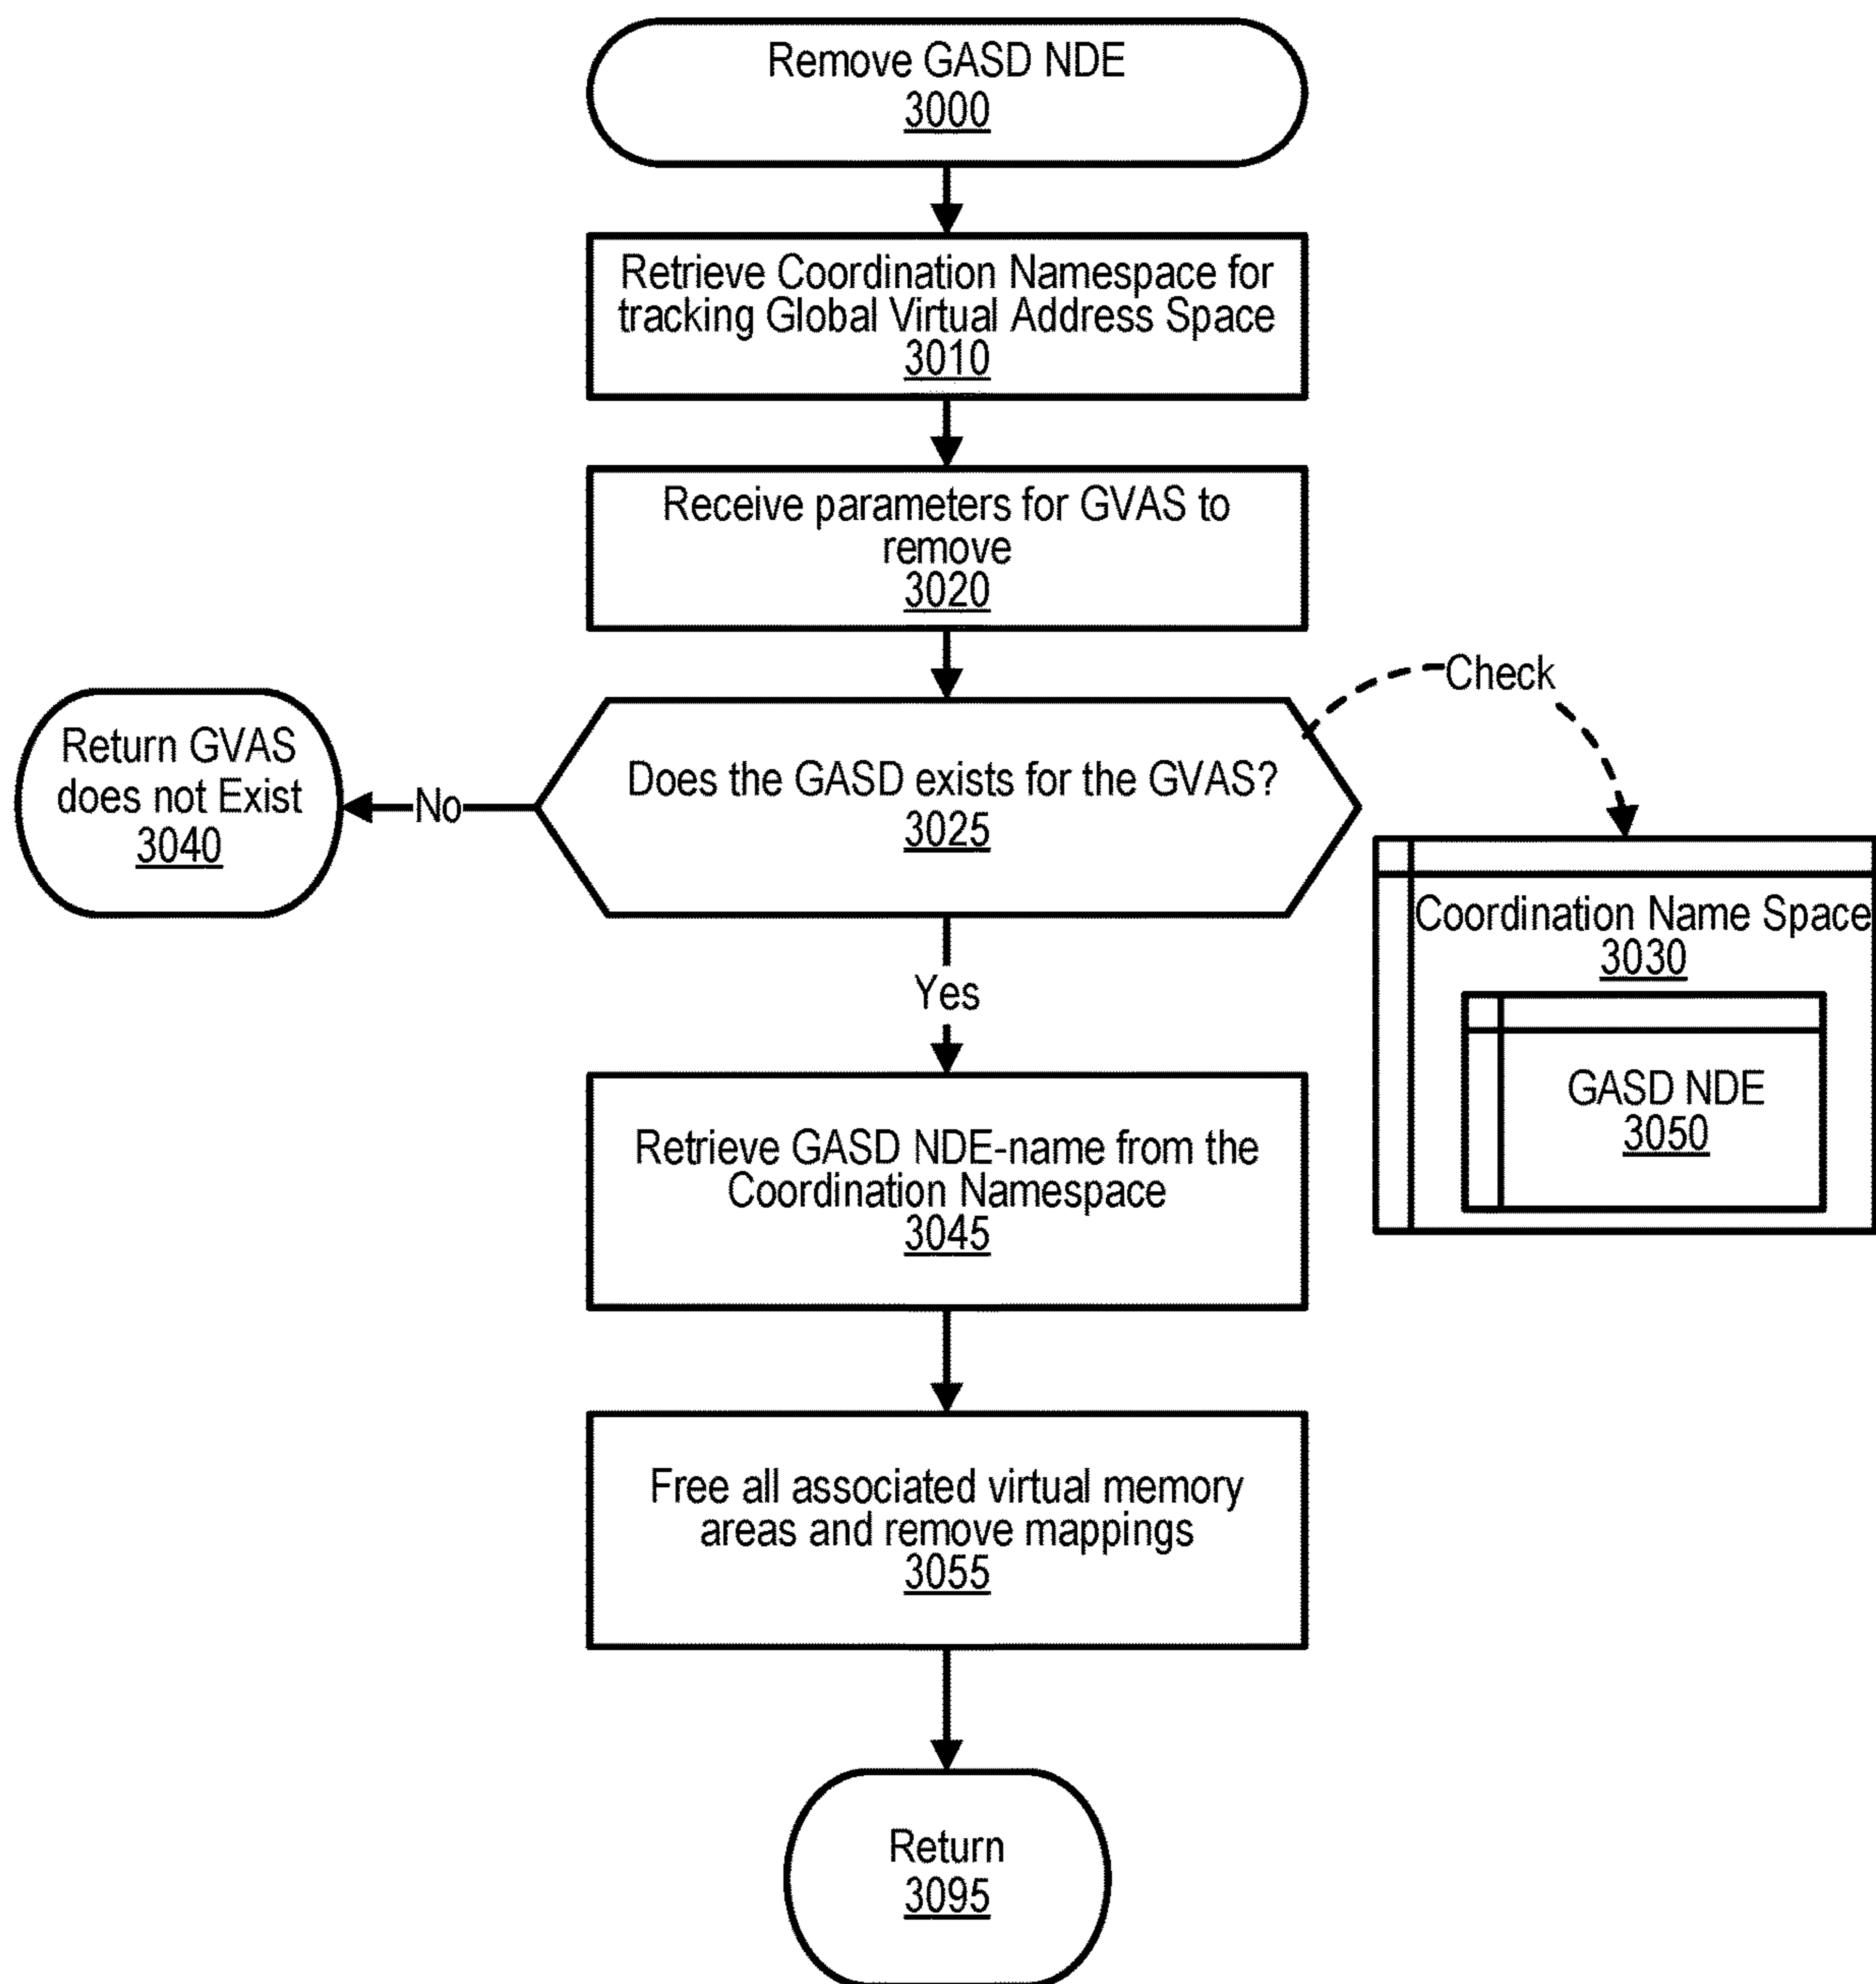 Remove GASD NDE
3000
Retrieve Coordination Namespace for
tracking Global Virtual Address Space
3010
Receive parameters for GVAS to
remove
3020
Check
Return GVAS
does not Exist
3040
No
Does the GASD exists for the GVAS?
3025
Coordination Name Space
3030
Yes
GASD NDE
3050
Retrieve GASD NDE-name from the
Coordination Namespace
3045
Free all associated virtual memory
areas and remove mappings
3055
Return
3095